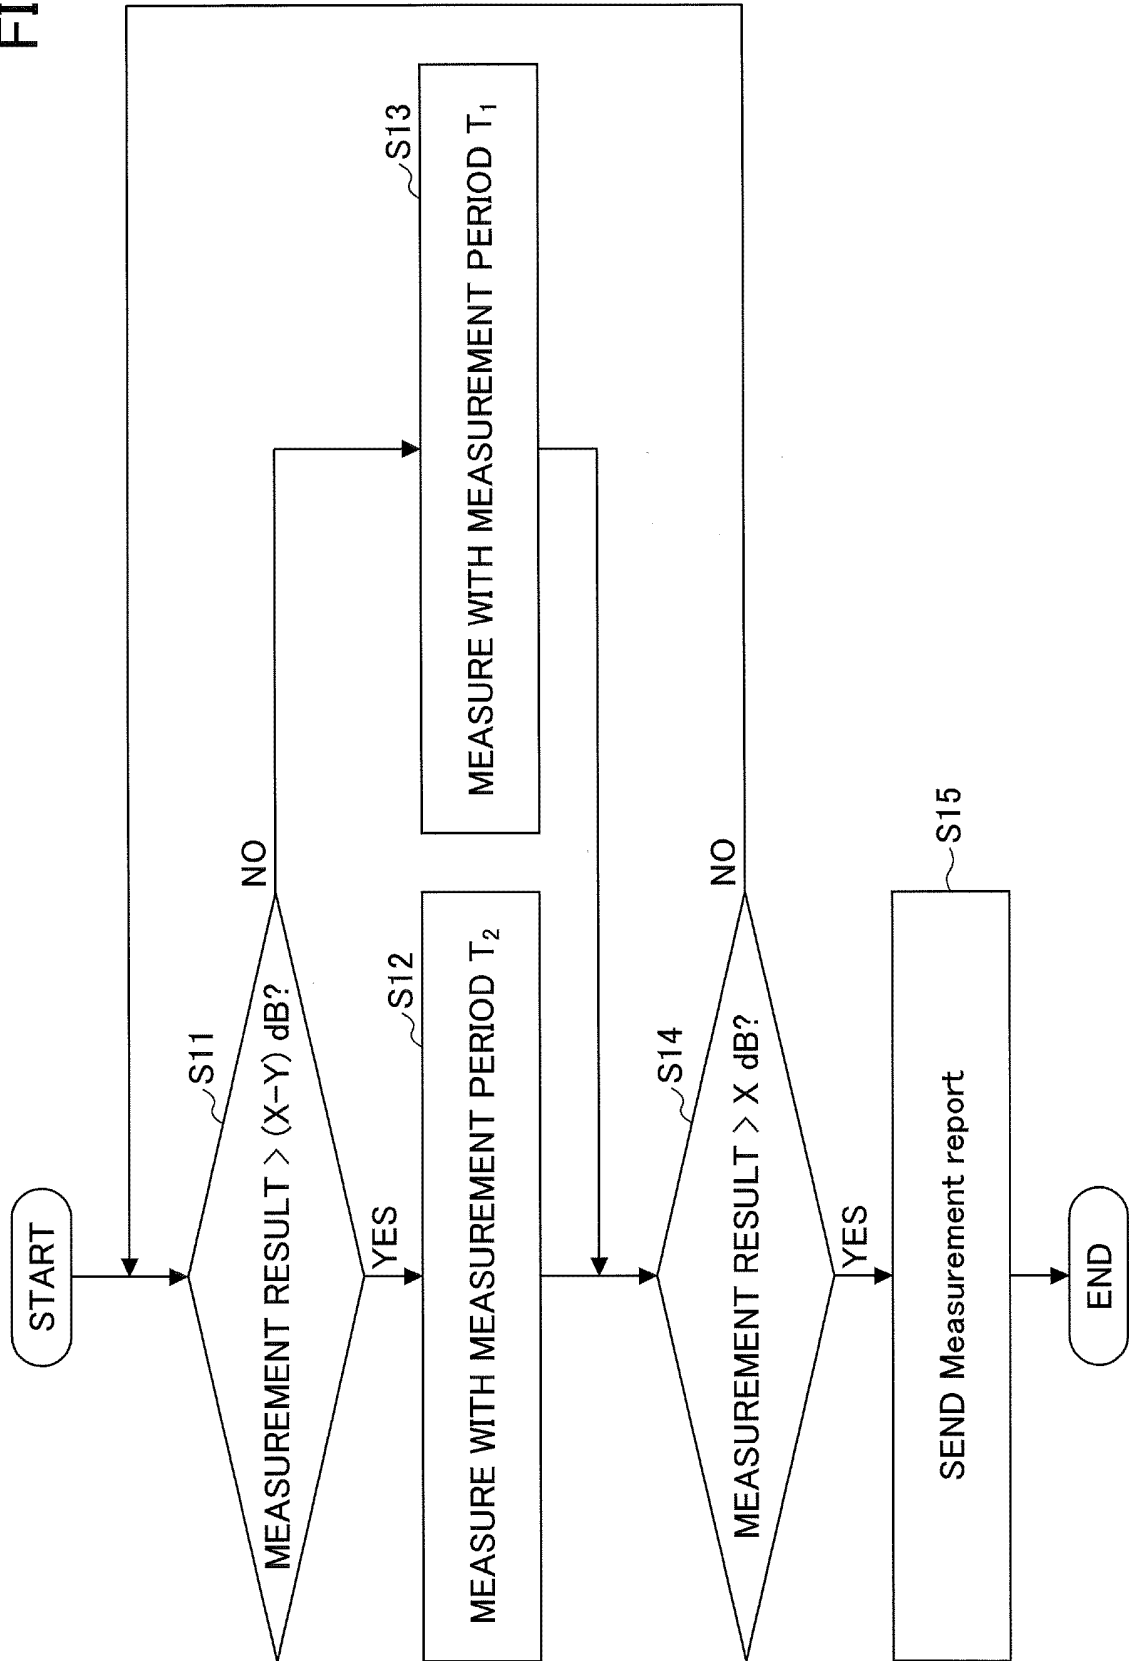 FI
START
S11
MEASUREMENT RESULT > (X-Y) dB?
NO
YES
S12
MEASURE WITH MEASUREMENT PERIOD T₂
S13
MEASURE WITH MEASUREMENT PERIOD T₁
S14
MEASUREMENT RESULT > X dB?
NO
YES
S15
SEND Measurement report
END